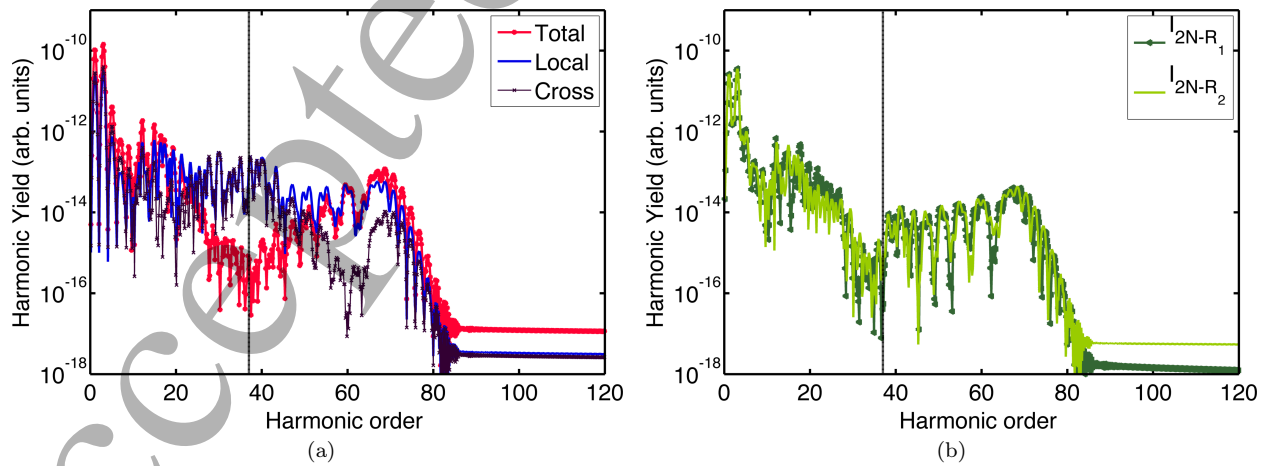 10^-10
10^-12
10^-14
10^-16
10^-18
Harmonic Yield (arb. units)
0 20 40 60 80 100 120
Harmonic order
Total
Local
Cross
(a)
10^-10
10^-12
10^-14
10^-16
10^-18
Harmonic Yield (arb. units)
0 20 40 60 80 100 120
Harmonic order
I_2N-R_1
I_2N-R_2
(b)
ccepte